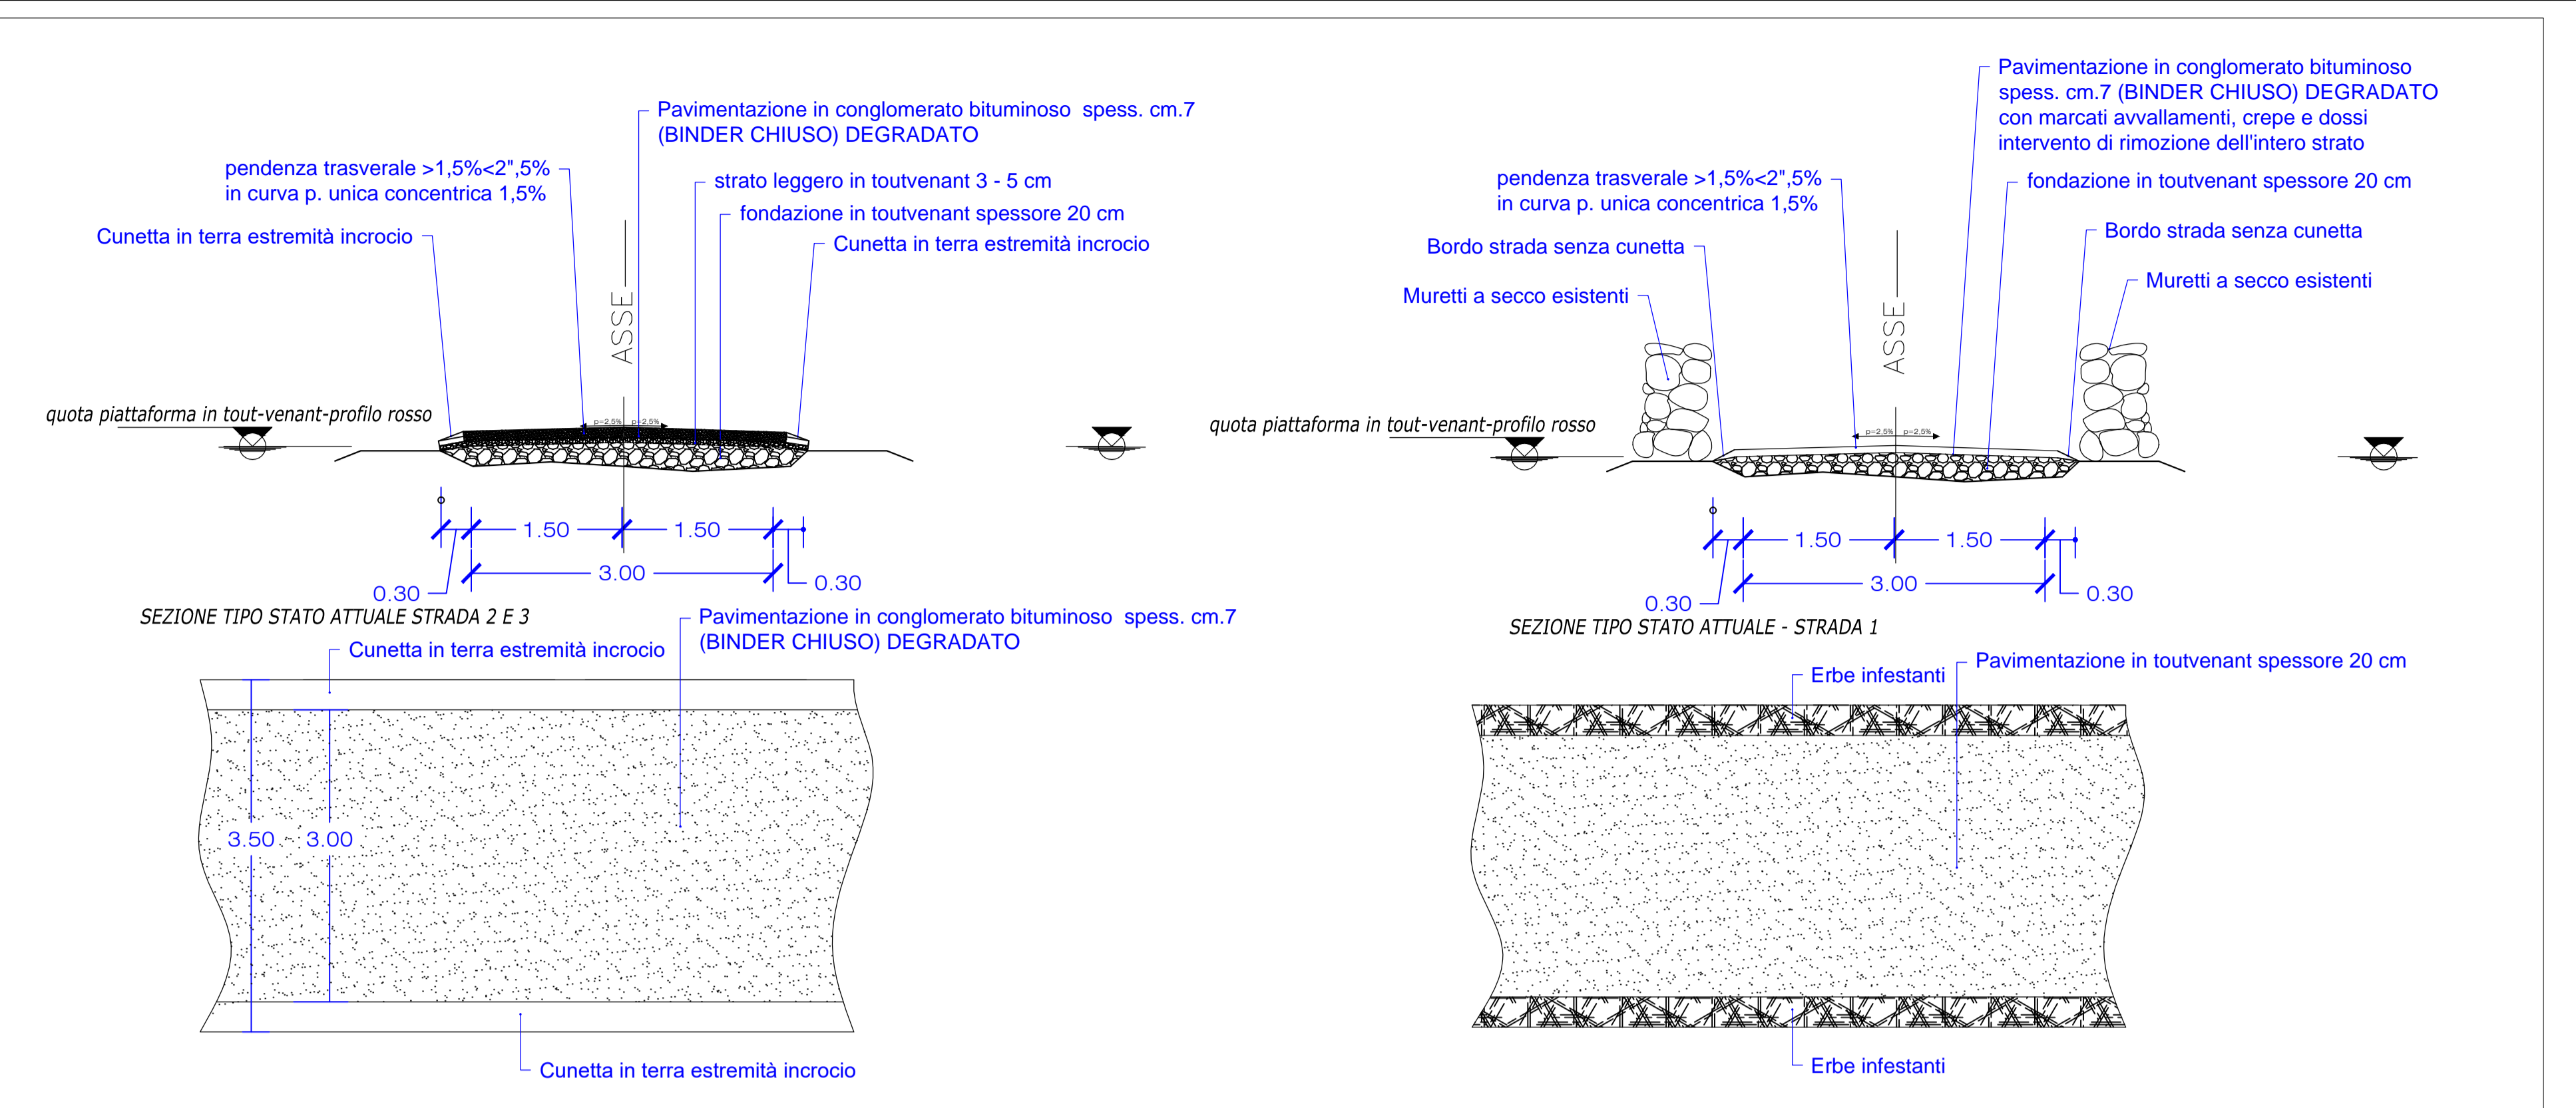 Pavimentazione in conglomerato bituminoso  spess. cm.7
(BINDER CHIUSO) DEGRADATO
pendenza trasverale >1,5%<2",5%
in curva p. unica concentrica 1,5%
strato leggero in toutvenant 3 - 5 cm
fondazione in toutvenant spessore 20 cm
Cunetta in terra estremità incrocio
Cunetta in terra estremità incrocio
ASSE
quota piattaforma in tout-venant-profilo rosso
p=2,5% p=2,5%
1.50 1.50
3.00
0.30 0.30
SEZIONE TIPO STATO ATTUALE STRADA 2 E 3
Pavimentazione in conglomerato bituminoso  spess. cm.7
(BINDER CHIUSO) DEGRADATO
Cunetta in terra estremità incrocio
3.50 3.00
Cunetta in terra estremità incrocio
Pavimentazione in conglomerato bituminoso
spess. cm.7 (BINDER CHIUSO) DEGRADATO
con marcati avvallamenti, crepe e dossi
intervento di rimozione dell'intero strato
pendenza trasverale >1,5%<2",5%
in curva p. unica concentrica 1,5%
fondazione in toutvenant spessore 20 cm
Bordo strada senza cunetta
Bordo strada senza cunetta
Muretti a secco esistenti
Muretti a secco esistenti
ASSE
quota piattaforma in tout-venant-profilo rosso
p=2,5% p=2,5%
1.50 1.50
3.00
0.30 0.30
SEZIONE TIPO STATO ATTUALE - STRADA 1
Pavimentazione in toutvenant spessore 20 cm
Erbe infestanti
Erbe infestanti